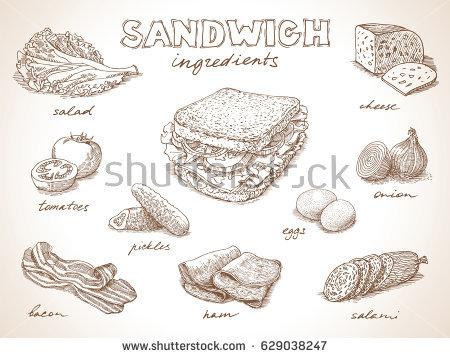 SANDWICH
ingredients
salad
cheese
tomatoes
onion
pickles
eggs
bacon
ham
salami
shutterstock
www.shutterstock.com · 629038247